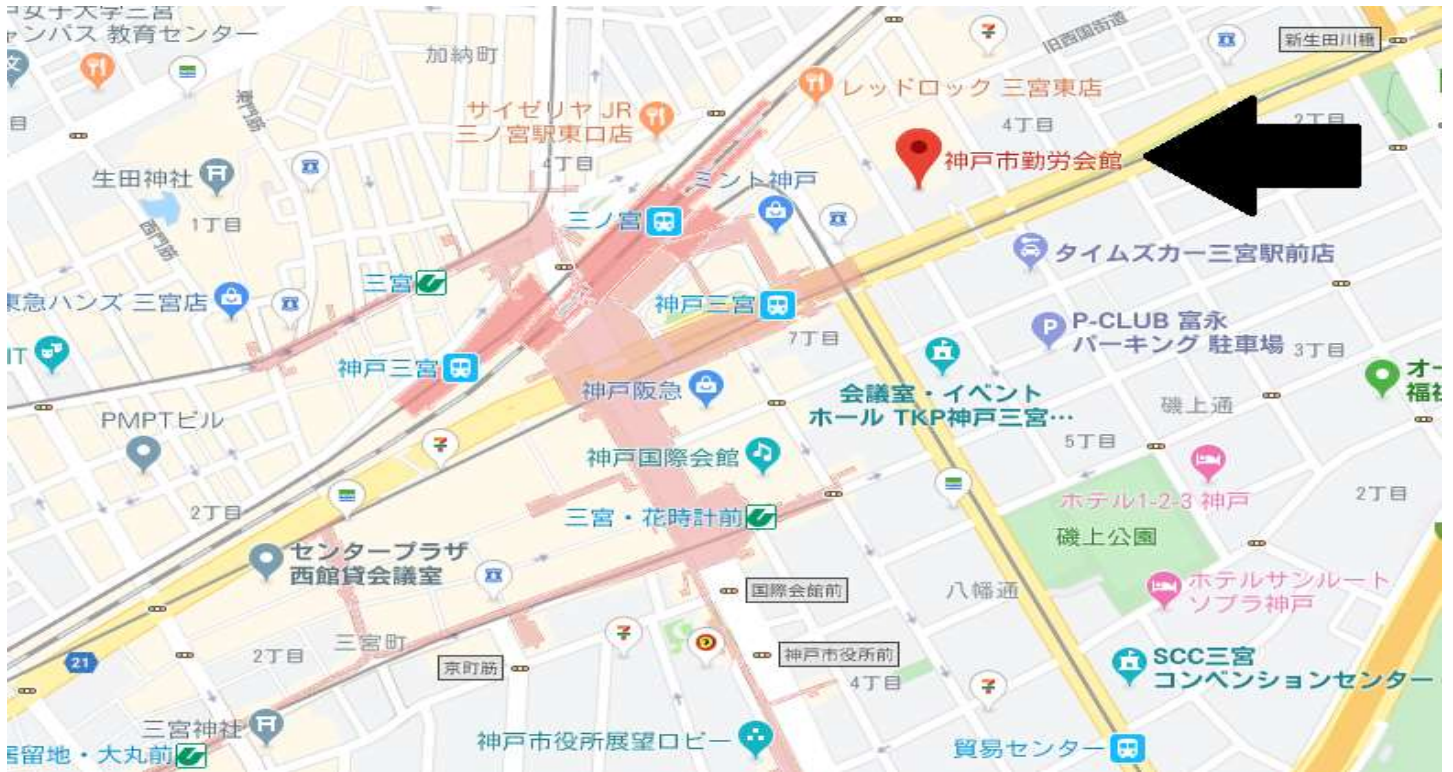 女子大学三宮
キャンパス 教育センター
加納町
旧西国街道
新生田川橋
レッドロック 三宮東店
サイゼリヤ JR
三ノ宮駅東口店
東門筋
4丁目
2丁目
4丁目
神戸市勤労会館
生田神社
ミント神戸
1丁目
西門筋
三ノ宮
タイムズカー三宮駅前店
三宮
東急ハンズ 三宮店
神戸三宮
P-CLUB 富永
パーキング 駐車場
3丁目
7丁目
神戸三宮
神戸阪急
会議室・イベント
ホール TKP神戸三宮…
オー
福祉
磯上通
PMPTビル
5丁目
神戸国際会館
ホテル1-2-3 神戸
2丁目
2丁目
三宮・花時計前
磯上公園
センタープラザ
西館貸会議室
国際会館前
八幡通
ホテルサンルート
ソプラ神戸
三宮町
2丁目
21
京町筋
神戸市役所前
4丁目
SCC三宮
コンベンションセンター
三宮神社
居留地・大丸前
神戸市役所展望ロビー
貿易センター